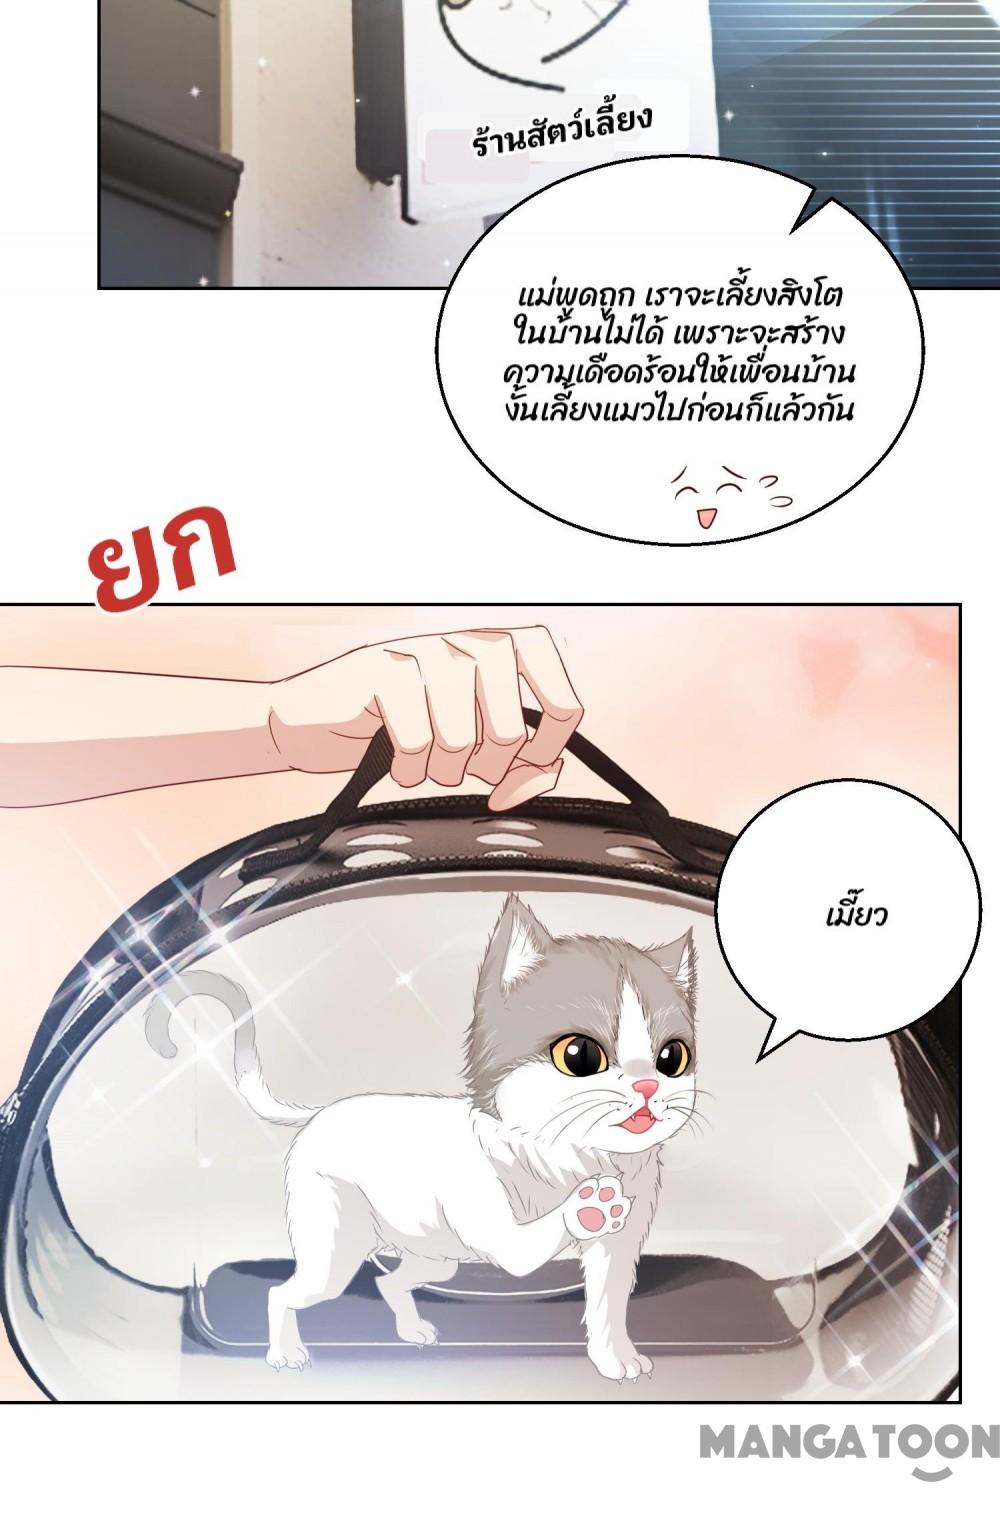 ร้านสัตว์เลี้ยง
แม่พูดถูก เราจะเลี้ยงสิงโต
ในบ้านไม่ได้ เพราะจะสร้าง
ความเดือดร้อนให้เพื่อนบ้าน
งั้นเลี้ยงแมวไปก่อนก็แล้วกัน
ยก
เมี๊ยว
MANGATOON